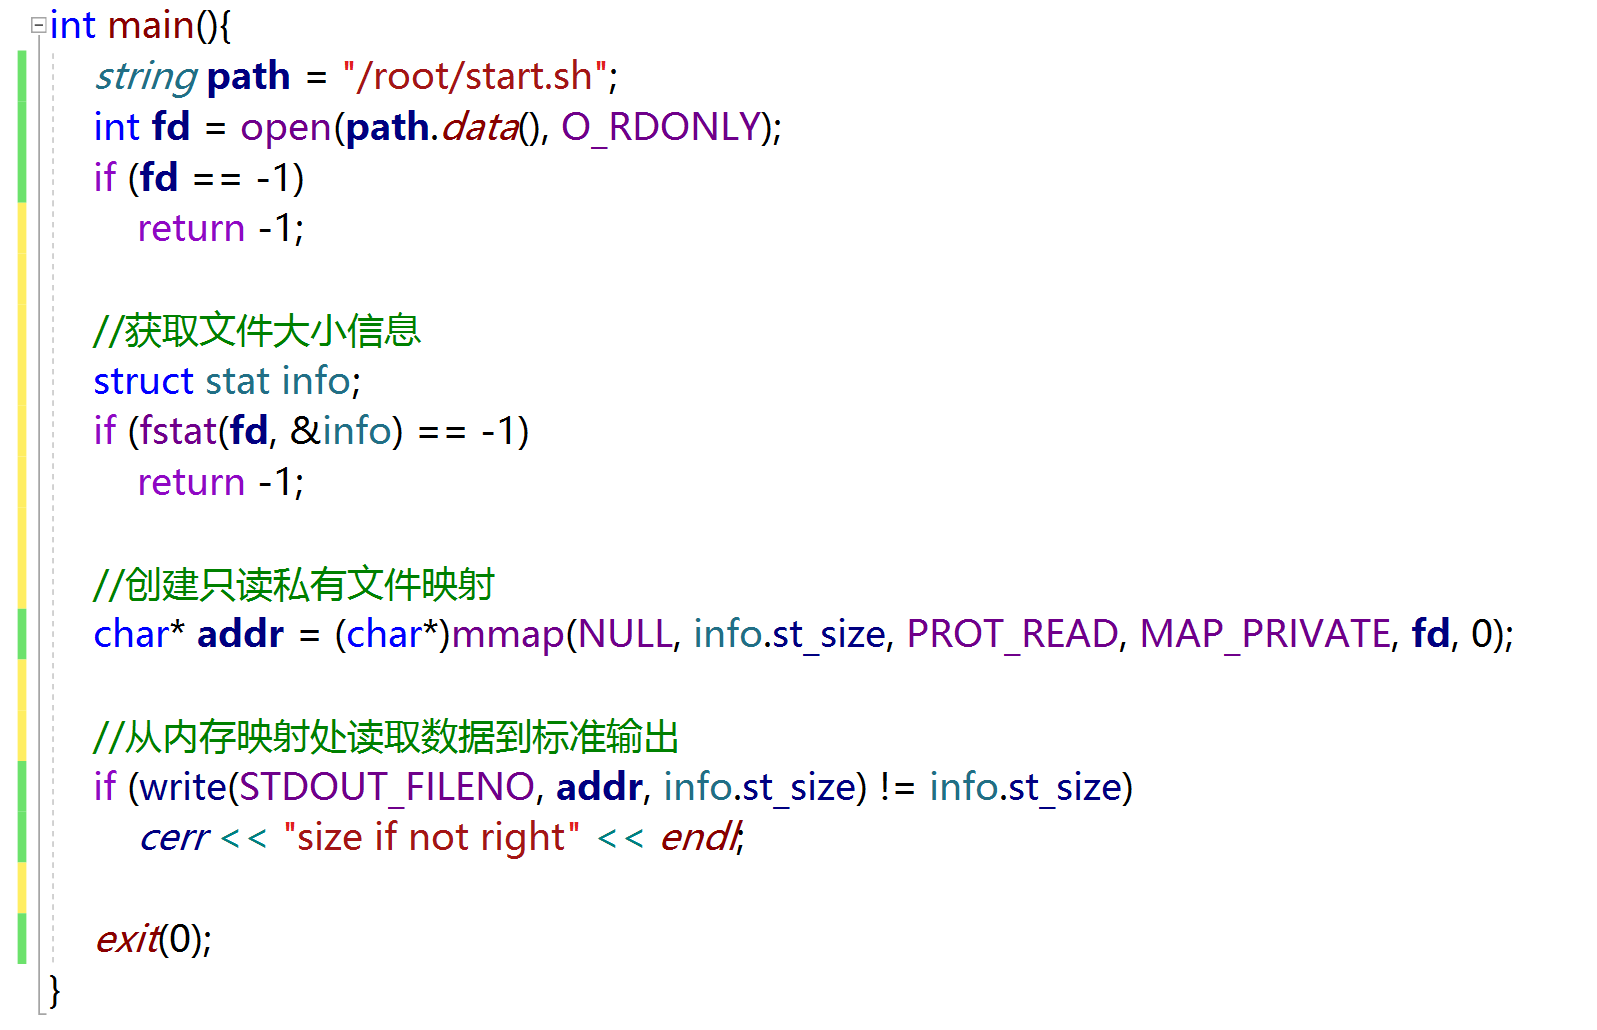 int main(){
string path = "/root/start.sh";
int fd = open(path.data(), O_RDONLY);
if (fd == -1)
return -1;
//获取文件大小信息
struct stat info;
if (fstat(fd, &info) == -1)
return -1;
//创建只读私有文件映射
char* addr = (char*)mmap(NULL, info.st_size, PROT_READ, MAP_PRIVATE, fd, 0);
//从内存映射处读取数据到标准输出
if (write(STDOUT_FILENO, addr, info.st_size) != info.st_size)
cerr << "size if not right" << endl;
exit(0);
}